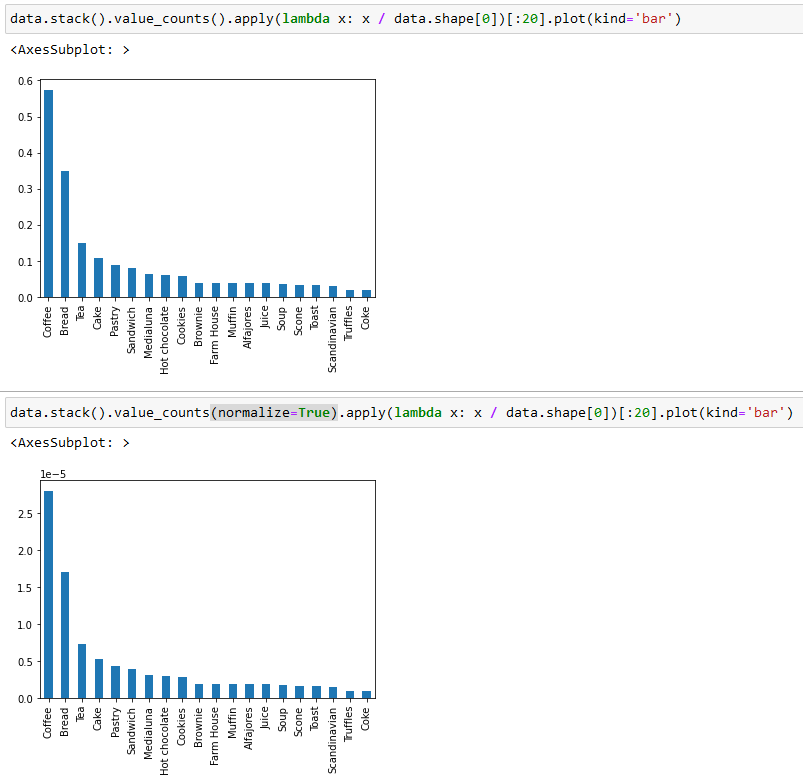 data.stack().value_counts().apply(lambda x: x / data.shape[0])[:20].plot(kind='bar')
<AxesSubplot: >
0.6
0.5
0.4
0.3
0.2
0.1
0.0
Coffee
Bread
Tea
Cake
Pastry
Sandwich
Medialuna
Hot chocolate
Cookies
Brownie
Farm House
Muffin
Alfajores
Juice
Soup
Scone
Toast
Scandinavian
Truffles
Coke
data.stack().value_counts(normalize=True).apply(lambda x: x / data.shape[0])[:20].plot(kind='bar')
<AxesSubplot: >
1e−5
2.5
2.0
1.5
1.0
0.5
0.0
Coffee
Bread
Tea
Cake
Pastry
Sandwich
Medialuna
Hot chocolate
Cookies
Brownie
Farm House
Muffin
Alfajores
Juice
Soup
Scone
Toast
Scandinavian
Truffles
Coke